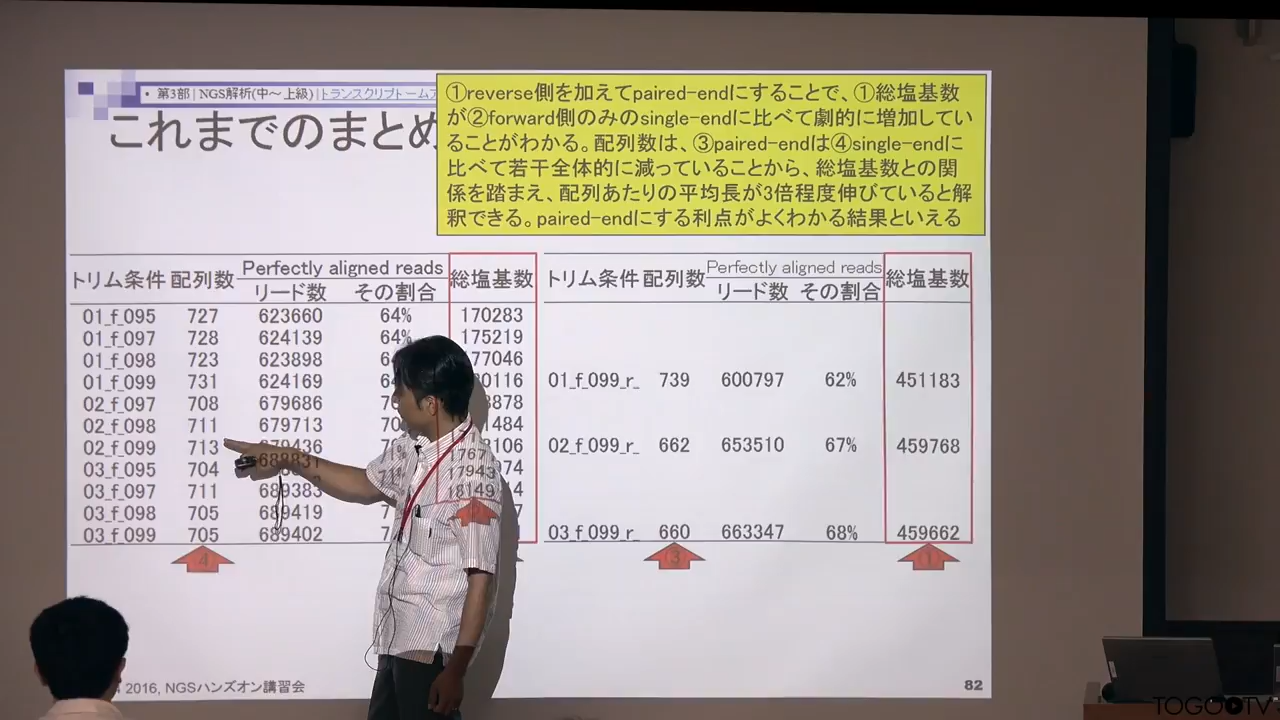 • 第3部 | NGS解析(中～上級) | トランスクリプトーム
これまでのまとめ
①reverse側を加えてpaired-endにすることで、①総塩基数
が②forward側のみのsingle-endに比べて劇的に増加してい
ることがわかる。配列数は、③paired-endは④single-endに
比べて若干全体的に減っていることから、総塩基数との関
係を踏まえ、配列あたりの平均長が3倍程度伸びていると解
釈できる。paired-endにする利点がよくわかる結果といえる
トリム条件 配列数 Perfectly aligned reads 総塩基数
リード数 その割合
01_f_095 727 623660 64% 170283
01_f_097 728 624139 64% 175219
01_f_098 723 623898 77046
01_f_099 731 624169 0116
02_f_097 708 679686 8878
02_f_098 711 679713 1484
02_f_099 713 679436 8106
03_f_095 704 688831
03_f_097 711 689383
03_f_098 705 689419
03_f_099 705 689402
④
トリム条件 配列数 Perfectly aligned reads 総塩基数
リード数 その割合
01_f_099_r_ 739 600797 62% 451183
02_f_099_r_ 662 653510 67% 459768
03_f_099_r_ 660 663347 68% 459662
③ ①
2016, NGSハンズオン講習会
82
TOGOTV